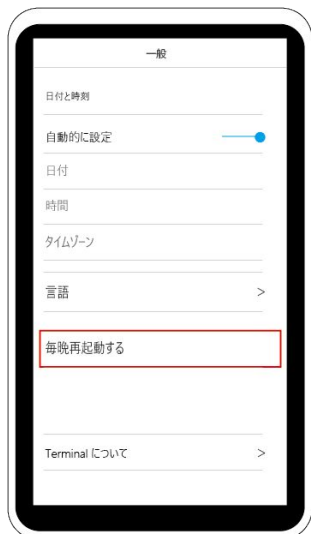 一般
日付と時刻
自動的に設定
日付
時間
タイムゾーン
言語 >
毎晩再起動する
Terminal について >